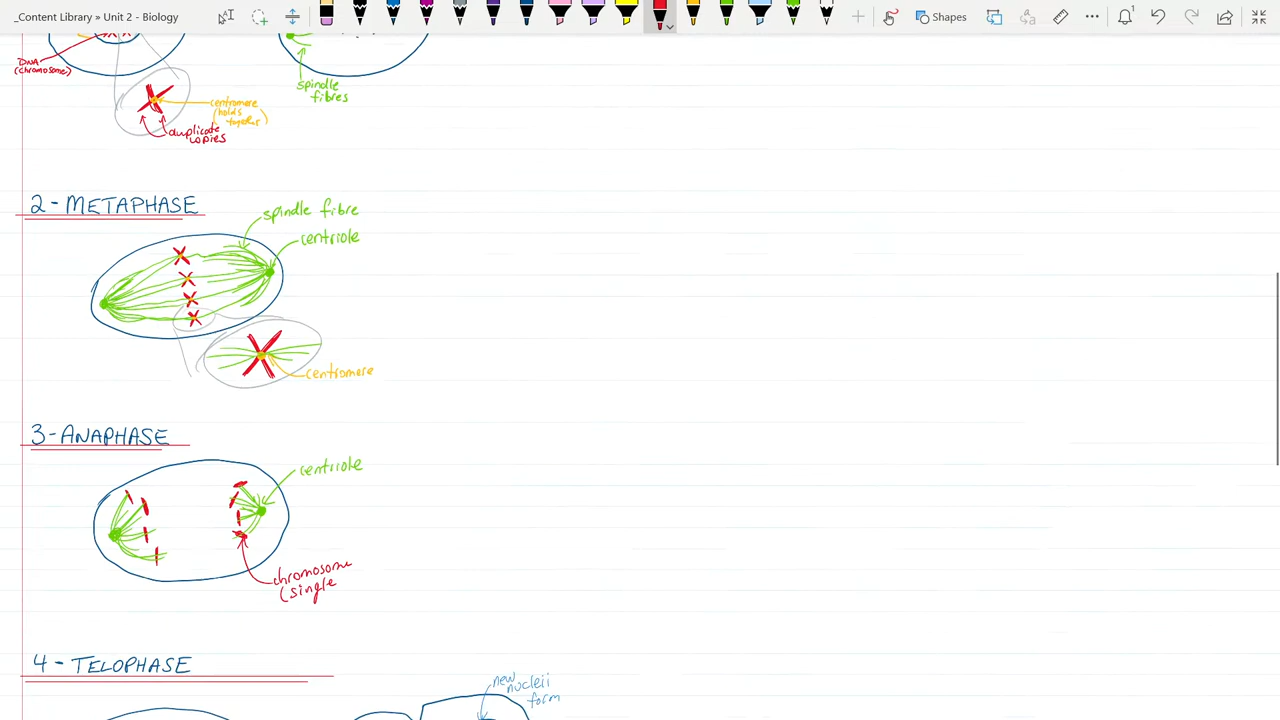 _Content Library » Unit 2 - Biology
Shapes
DNA
(chromosome)
spindle
fibres
centromere
(holds
together)
duplicate
copies
2-METAPHASE
spindle fibre
centriole
centromere
3-ANAPHASE
centriole
chromosome
(single
4-TELOPHASE
new
nucleii
form